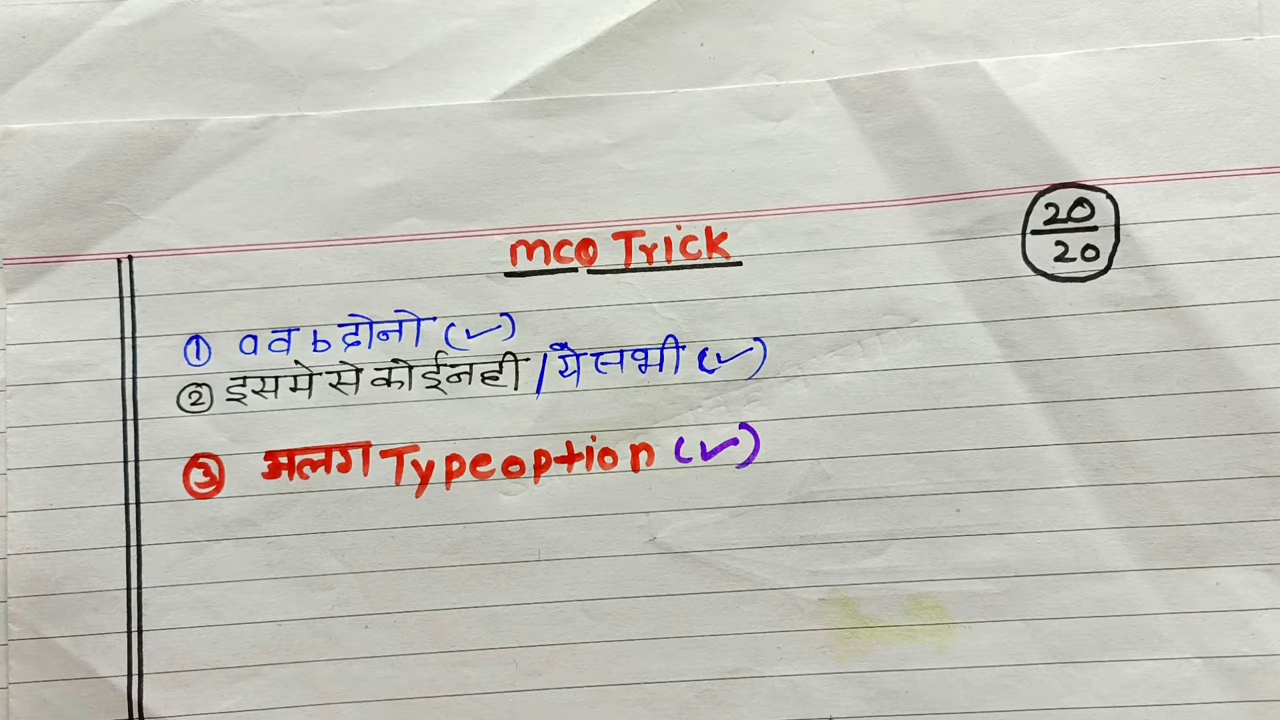 mcq Trick
20
20
① a व b दोनो (✓)
② इसमे से कोई नही / ये सभी (✓)
③ अलग Type option (✓)